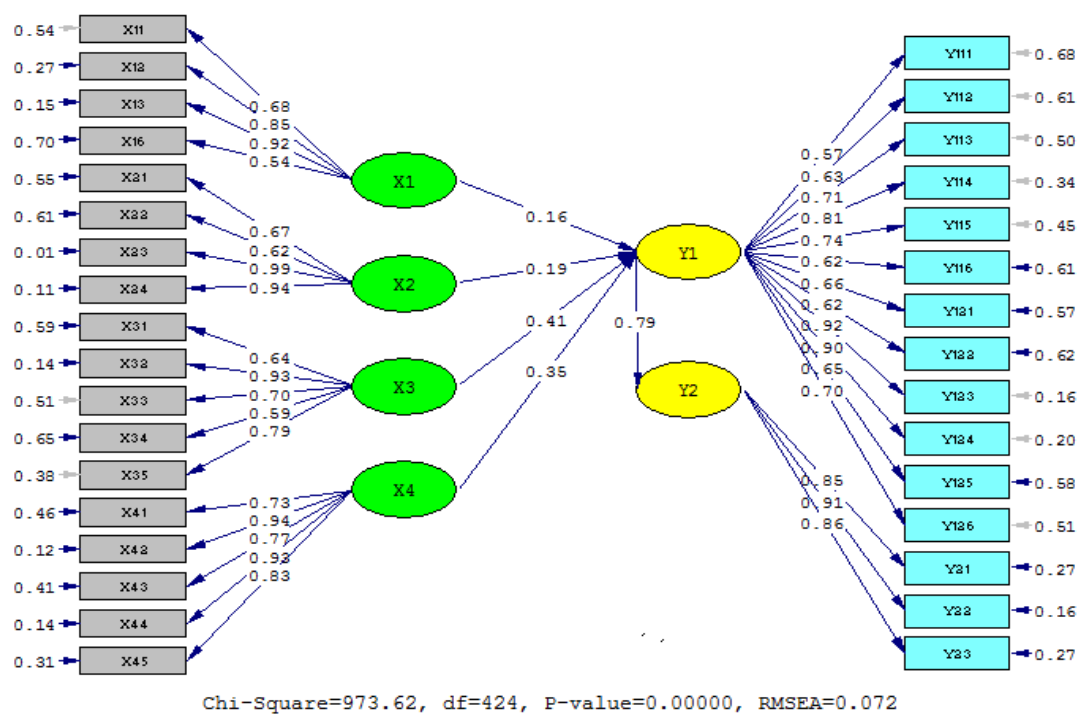 0.54 X11
0.27 X12
0.15 X13
0.70 X16
0.55 X21
0.61 X22
0.01 X23
0.11 X24
0.59 X31
0.14 X32
0.51 X33
0.65 X34
0.38 X35
0.46 X41
0.12 X42
0.41 X43
0.14 X44
0.31 X45
0.68
0.85
0.92
0.54
0.67
0.62
0.99
0.94
0.64
0.93
0.70
0.59
0.79
0.73
0.94
0.77
0.93
0.83
X1
X2
X3
X4
0.16
0.19
0.41
0.35
Y1
0.79
Y2
0.57
0.63
0.71
0.81
0.74
0.62
0.66
0.62
0.92
0.90
0.65
0.70
0.85
0.91
0.86
Y111 0.68
Y112 0.61
Y113 0.50
Y114 0.34
Y115 0.45
Y116 0.61
Y121 0.57
Y122 0.62
Y123 0.16
Y124 0.20
Y125 0.58
Y126 0.51
Y21 0.27
Y22 0.16
Y23 0.27
Chi-Square=973.62, df=424, P-value=0.00000, RMSEA=0.072